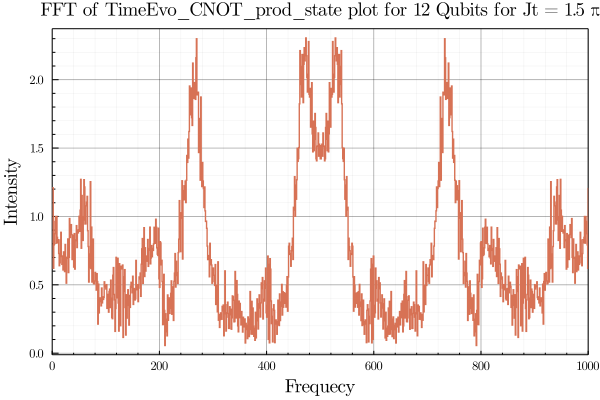 FFT of TimeEvo_CNOT_prod_state plot for 12 Qubits for Jt = 1.5 π
Intensity
2.0
1.5
1.0
0.5
0.0
0 200 400 600 800 1000
Frequecy